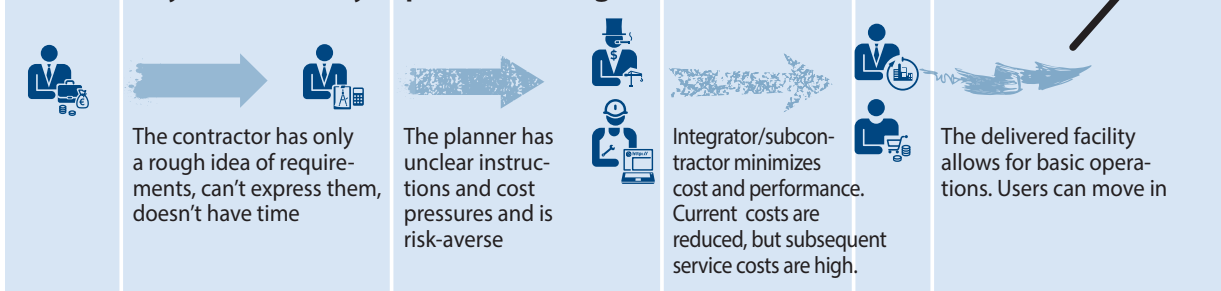 The contractor has only
a rough idea of require-
ments, can't express them,
doesn't have time
The planner has
unclear instruc-
tions and cost
pressures and is
risk-averse
Integrator/subcon-
tractor minimizes
cost and performance.
Current costs are
reduced, but subsequent
service costs are high.
The delivered facility
allows for basic opera-
tions. Users can move in